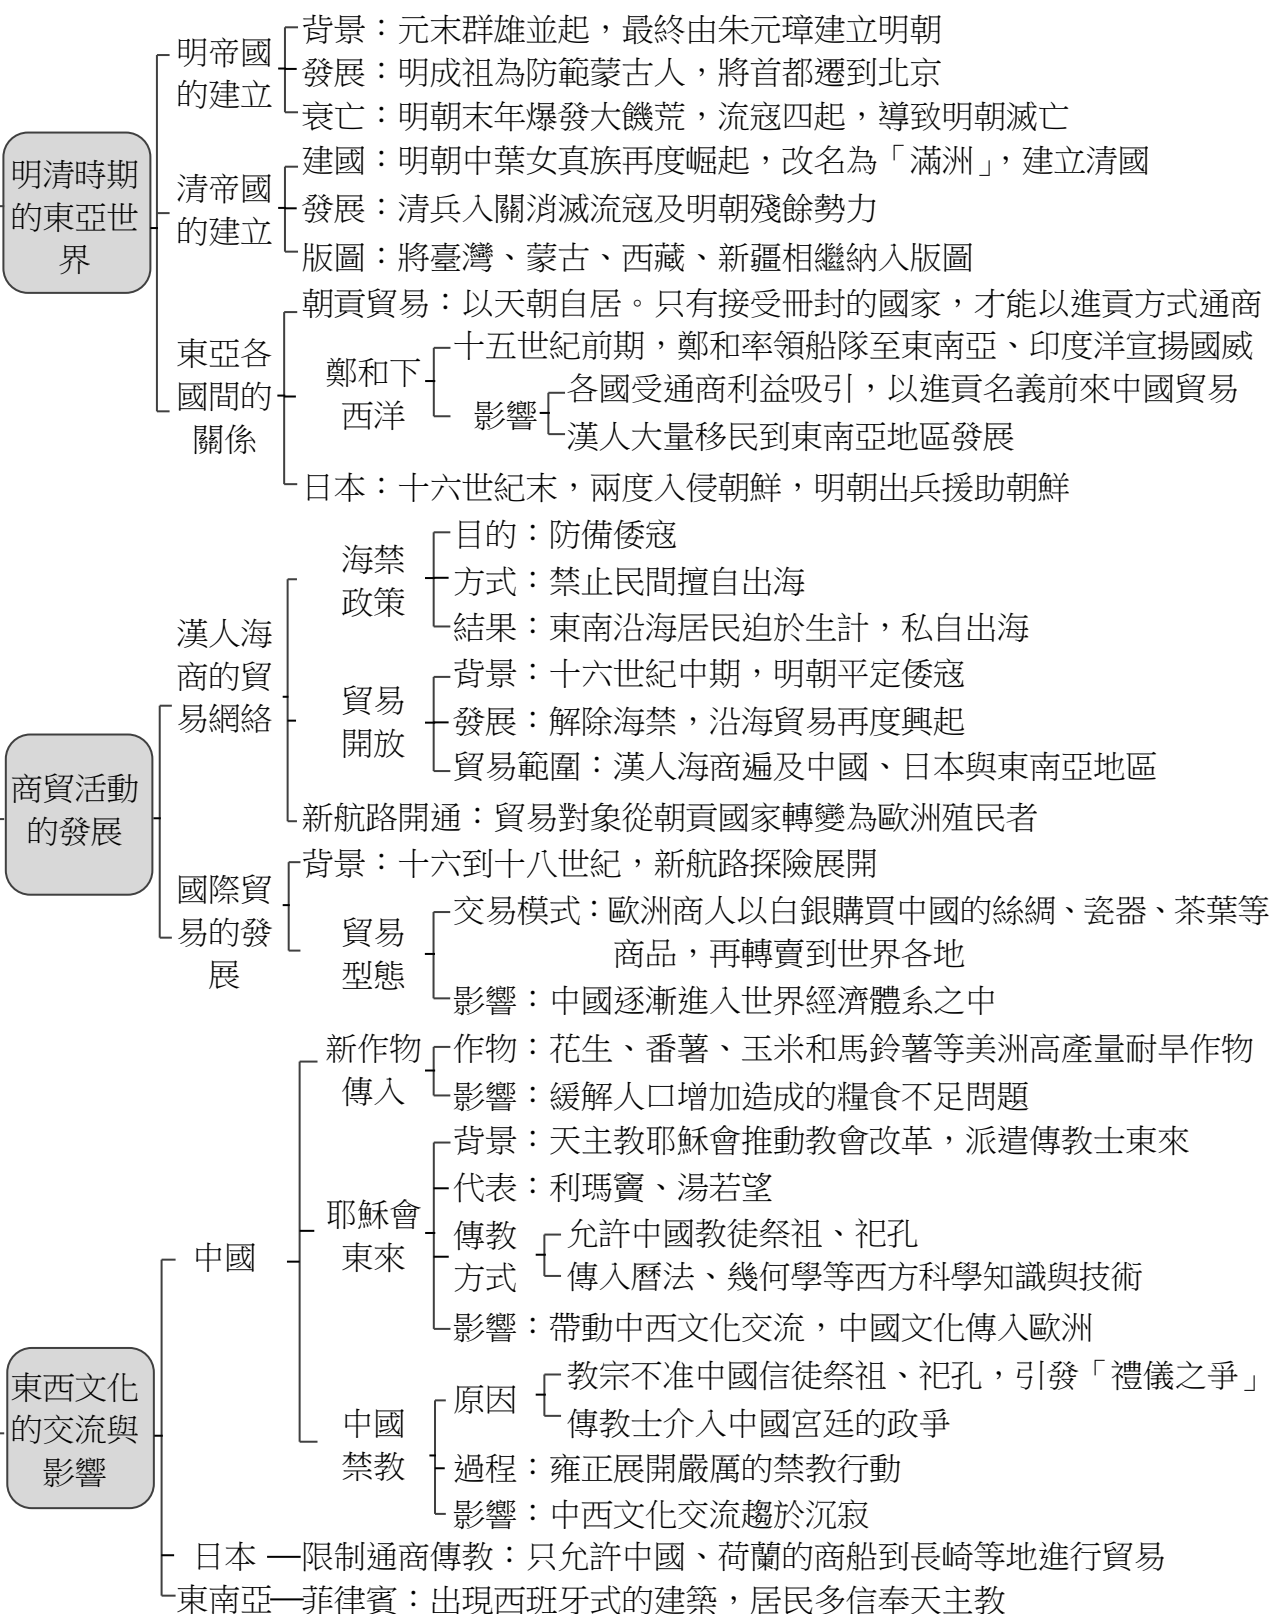 明清時期
的東亞世
界
明帝國
的建立
背景：元末群雄並起，最終由朱元璋建立明朝
發展：明成祖為防範蒙古人，將首都遷到北京
衰亡：明朝末年爆發大饑荒，流寇四起，導致明朝滅亡
清帝國
的建立
建國：明朝中葉女真族再度崛起，改名為「滿洲」，建立清國
發展：清兵入關消滅流寇及明朝殘餘勢力
版圖：將臺灣、蒙古、西藏、新疆相繼納入版圖
東亞各
國間的
關係
朝貢貿易：以天朝自居。只有接受冊封的國家，才能以進貢方式通商
鄭和下
西洋
十五世紀前期，鄭和率領船隊至東南亞、印度洋宣揚國威
影響
各國受通商利益吸引，以進貢名義前來中國貿易
漢人大量移民到東南亞地區發展
日本：十六世紀末，兩度入侵朝鮮，明朝出兵援助朝鮮
商貿活動
的發展
漢人海
商的貿
易網絡
海禁
政策
目的：防備倭寇
方式：禁止民間擅自出海
結果：東南沿海居民迫於生計，私自出海
貿易
開放
背景：十六世紀中期，明朝平定倭寇
發展：解除海禁，沿海貿易再度興起
貿易範圍：漢人海商遍及中國、日本與東南亞地區
新航路開通：貿易對象從朝貢國家轉變為歐洲殖民者
國際貿
易的發
展
背景：十六到十八世紀，新航路探險展開
貿易
型態
交易模式：歐洲商人以白銀購買中國的絲綢、瓷器、茶葉等
商品，再轉賣到世界各地
影響：中國逐漸進入世界經濟體系之中
東西文化
的交流與
影響
中國
新作物
傳入
作物：花生、番薯、玉米和馬鈴薯等美洲高產量耐旱作物
影響：緩解人口增加造成的糧食不足問題
耶穌會
東來
背景：天主教耶穌會推動教會改革，派遣傳教士東來
代表：利瑪竇、湯若望
傳教
方式
允許中國教徒祭祖、祀孔
傳入曆法、幾何學等西方科學知識與技術
影響：帶動中西文化交流，中國文化傳入歐洲
中國
禁教
原因
教宗不准中國信徒祭祖、祀孔，引發「禮儀之爭」
傳教士介入中國宮廷的政爭
過程：雍正展開嚴厲的禁教行動
影響：中西文化交流趨於沉寂
日本
限制通商傳教：只允許中國、荷蘭的商船到長崎等地進行貿易
東南亞
菲律賓：出現西班牙式的建築，居民多信奉天主教